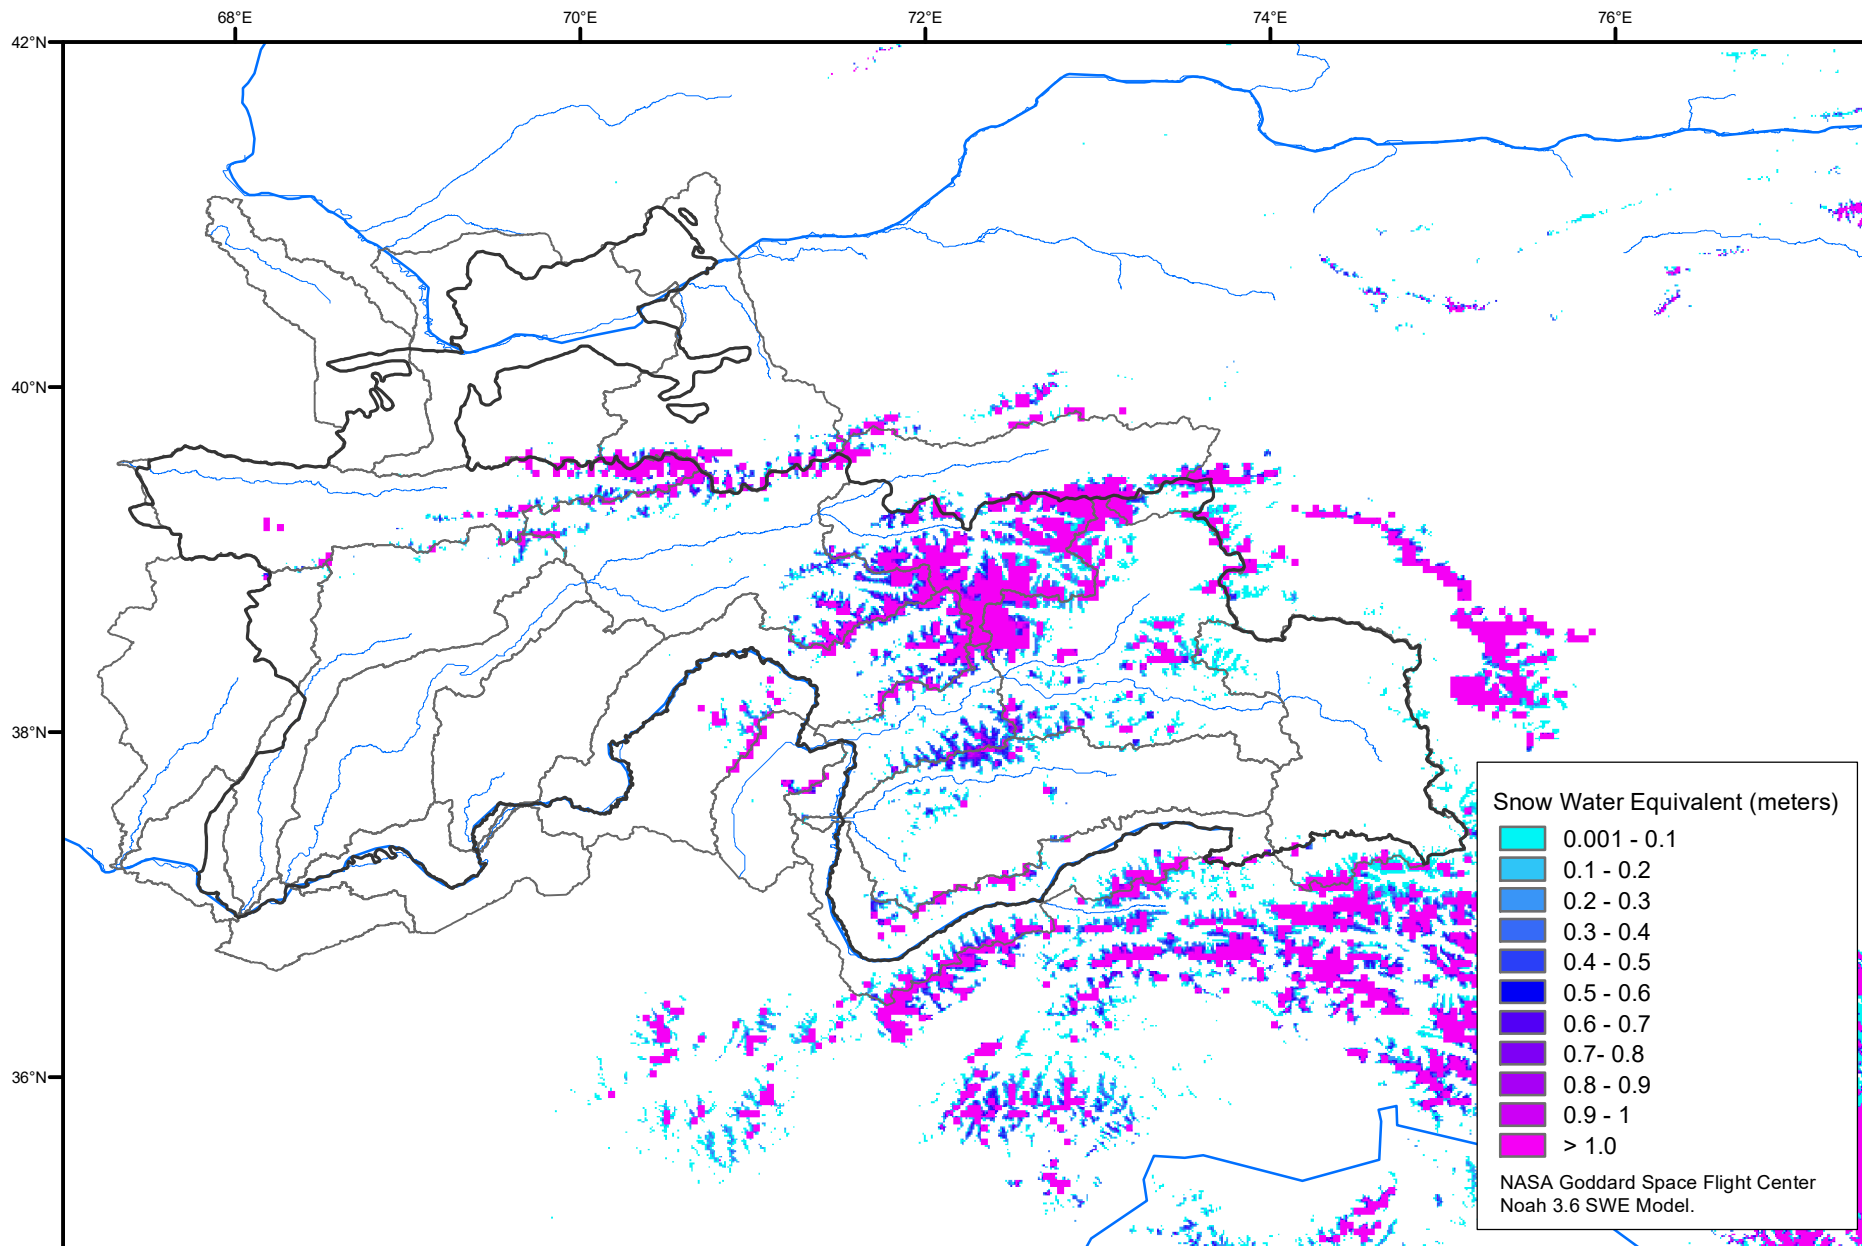 68°E 70°E 72°E 74°E 76°E
42°N
40°N
38°N
36°N
Snow Water Equivalent (meters)
0.001 - 0.1
0.1 - 0.2
0.2 - 0.3
0.3 - 0.4
0.4 - 0.5
0.5 - 0.6
0.6 - 0.7
0.7- 0.8
0.8 - 0.9
0.9 - 1
> 1.0
NASA Goddard Space Flight Center
Noah 3.6 SWE Model.